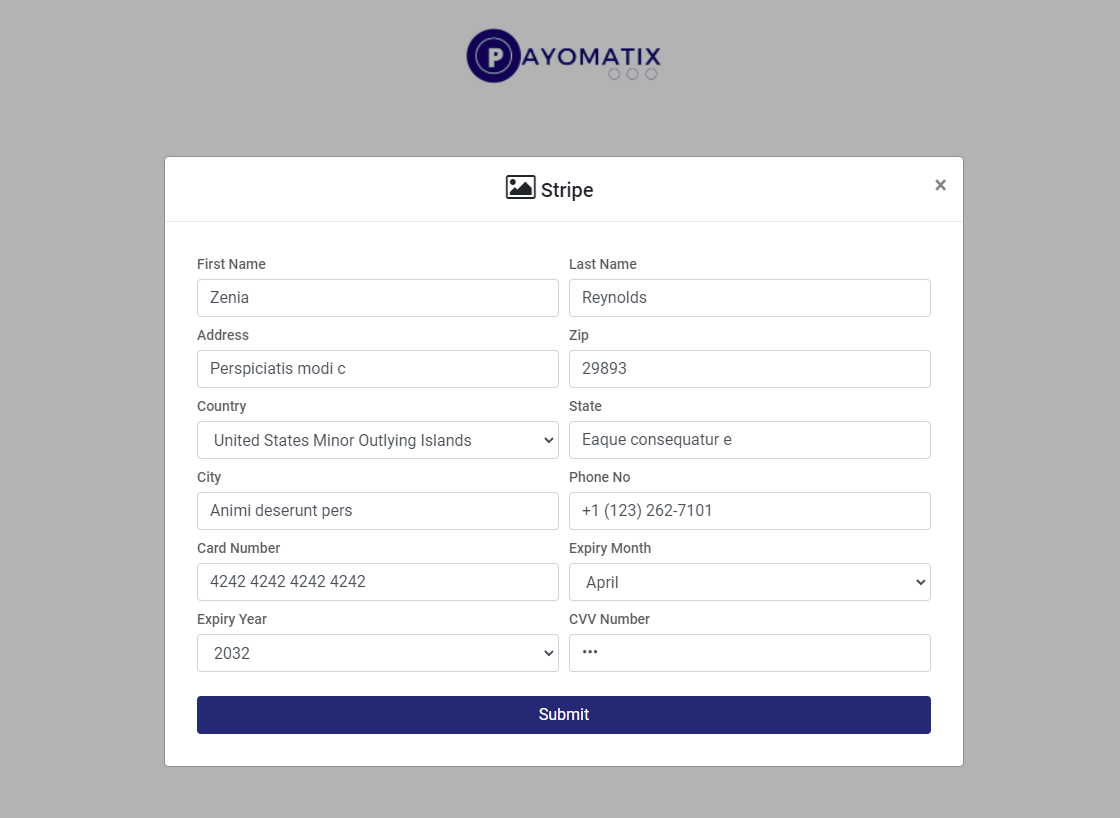 PAYOMATIX
Stripe
×
First Name
Last Name
Zenia
Reynolds
Address
Zip
Perspiciatis modi c
29893
Country
State
United States Minor Outlying Islands
Eaque consequatur e
City
Phone No
Animi deserunt pers
+1 (123) 262-7101
Card Number
Expiry Month
4242 4242 4242 4242
April
Expiry Year
CVV Number
2032
•••
Submit